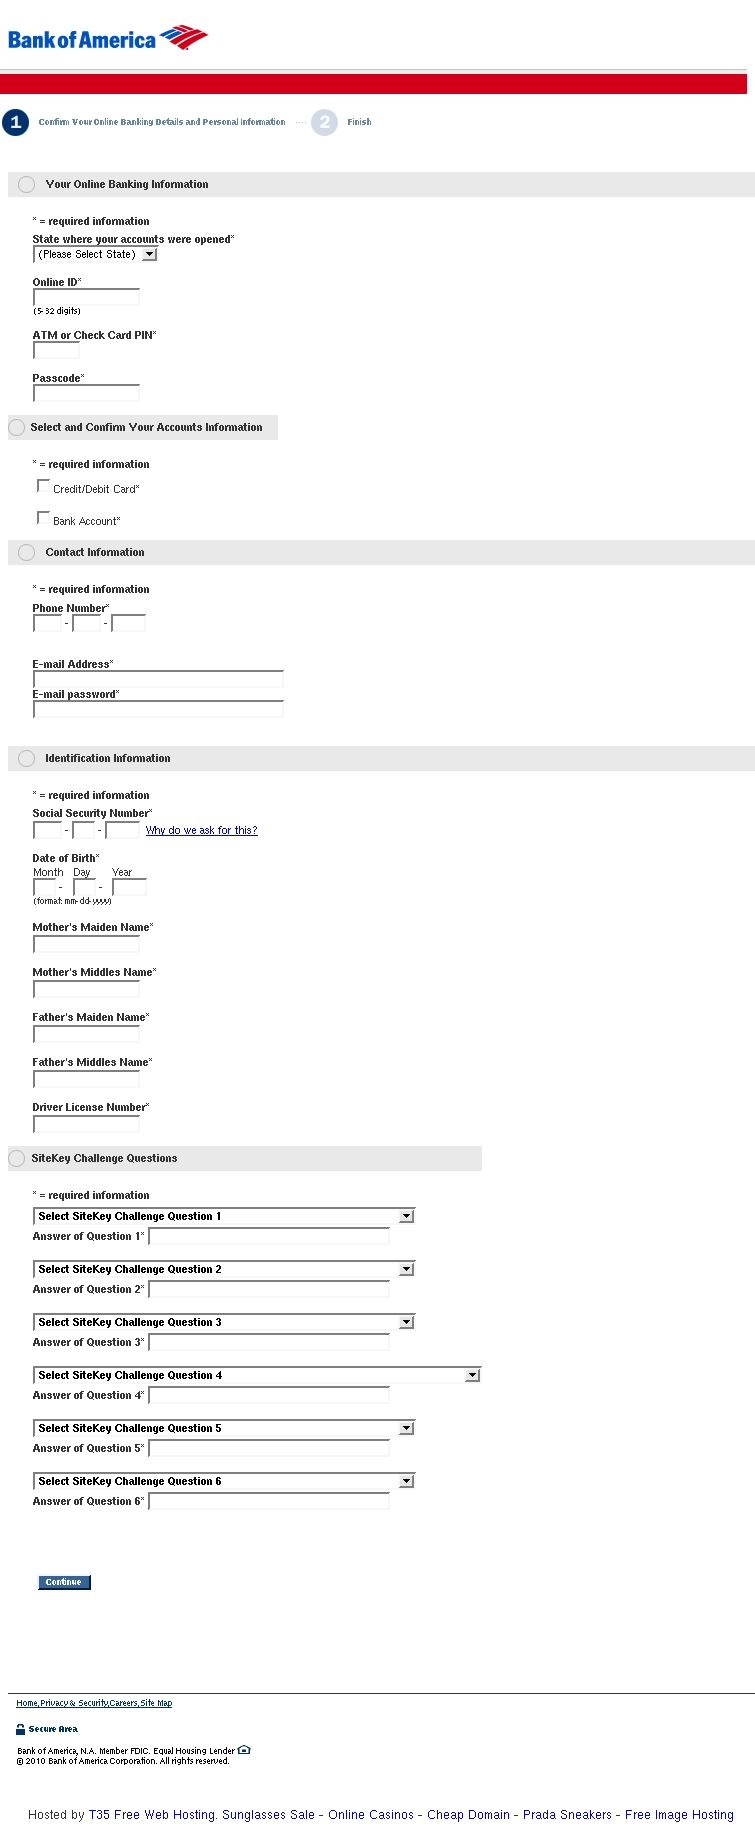 Bank of America
1 Confirm Your Online Banking Details and Personal Information ···· 2 Finish
Your Online Banking Information
* = required information
State where your accounts were opened*
(Please Select State)
Online ID*
(5-32 digits)
ATM or Check Card PIN*
Passcode*
Select and Confirm Your Accounts Information
* = required information
Credit/Debit Card*
Bank Account*
Contact Information
* = required information
Phone Number*
- -
E-mail Address*
E-mail password*
Identification Information
* = required information
Social Security Number*
- - Why do we ask for this?
Date of Birth*
Month Day Year
- -
(format: mm-dd-yyyy)
Mother's Maiden Name*
Mother's Middles Name*
Father's Maiden Name*
Father's Middles Name*
Driver License Number*
SiteKey Challenge Questions
* = required information
Select SiteKey Challenge Question 1
Answer of Question 1*
Select SiteKey Challenge Question 2
Answer of Question 2*
Select SiteKey Challenge Question 3
Answer of Question 3*
Select SiteKey Challenge Question 4
Answer of Question 4*
Select SiteKey Challenge Question 5
Answer of Question 5*
Select SiteKey Challenge Question 6
Answer of Question 6*
Continue
Home,Privacy & Security,Careers,Site Map
Secure Area
Bank of America, N.A. Member FDIC. Equal Housing Lender
© 2010 Bank of America Corporation. All rights reserved.
Hosted by T35 Free Web Hosting. Sunglasses Sale - Online Casinos - Cheap Domain - Prada Sneakers - Free Image Hosting